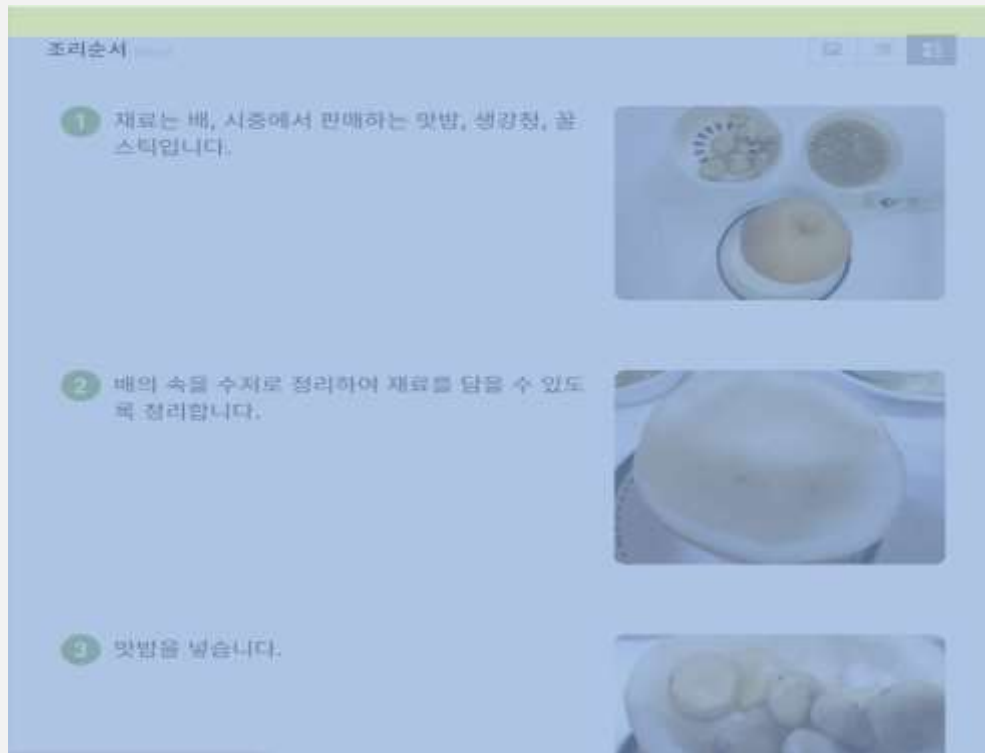 조리순서
1 재료는 배, 시중에서 판매하는 맛밤, 생강청, 꿀
스틱입니다.
2 배의 속을 수저로 정리하여 재료를 담을 수 있도
록 정리합니다.
3 맛밤을 넣습니다.